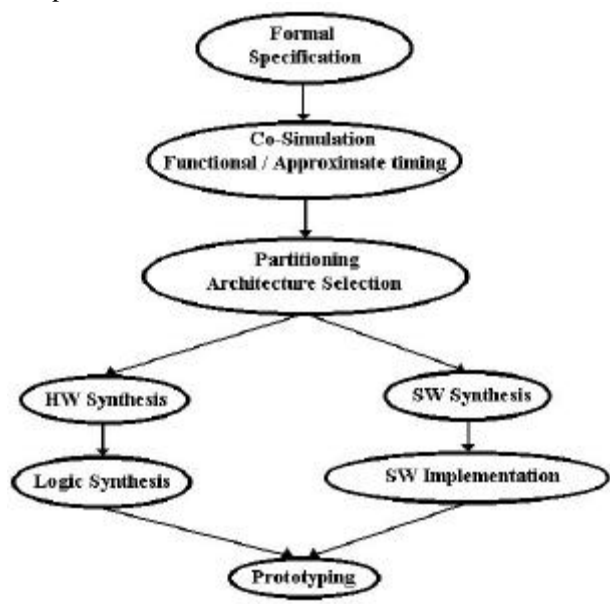 Formal
Specification
Co-Simulation
Functional / Approximate timing
Partitioning
Architecture Selection
HW Synthesis
SW Synthesis
Logic Synthesis
SW Implementation
Prototyping